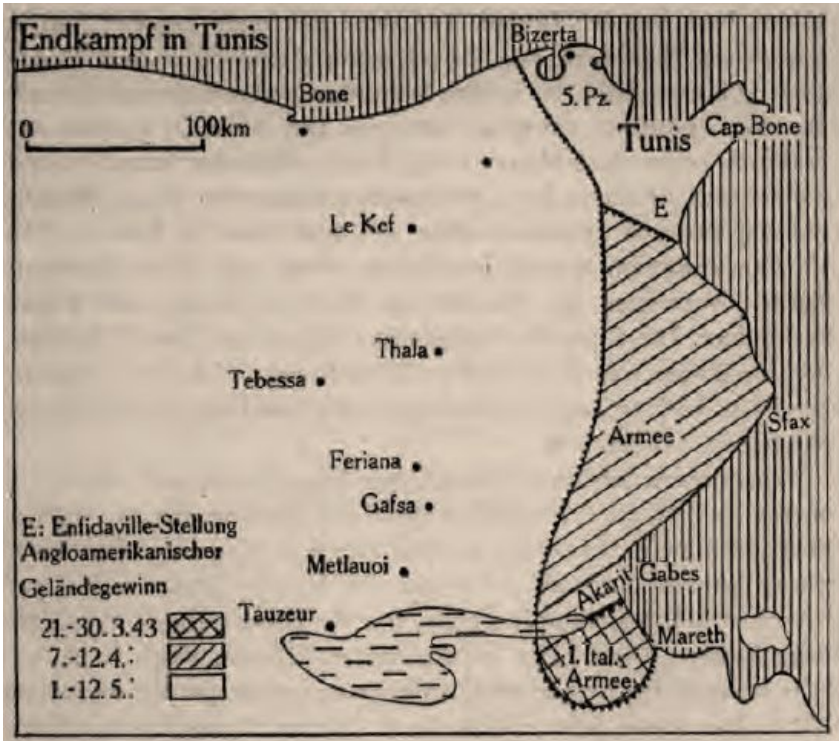 Endkampf in Tunis
Bizerta
Bone
5. Pz.
0 100km
Tunis
Cap Bone
E
Le Kef
Thala
Tebessa
Sfax
Armee
Feriana
Gafsa
E: Enfidaville-Stellung
Angloamerikanischer
Geländegewinn
Metlauoi
Akarit
Gabes
Tauzeur
21.-30. 3.43
Mareth
7.-12.4.:
1. Ital.
Armee
1.-12.5.: